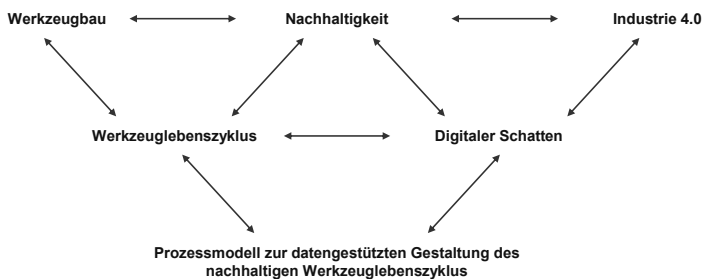 Werkzeugbau Nachhaltigkeit Industrie 4.0
Werkzeuglebenszyklus Digitaler Schatten
Prozessmodell zur datengestützten Gestaltung des
nachhaltigen Werkzeuglebenszyklus